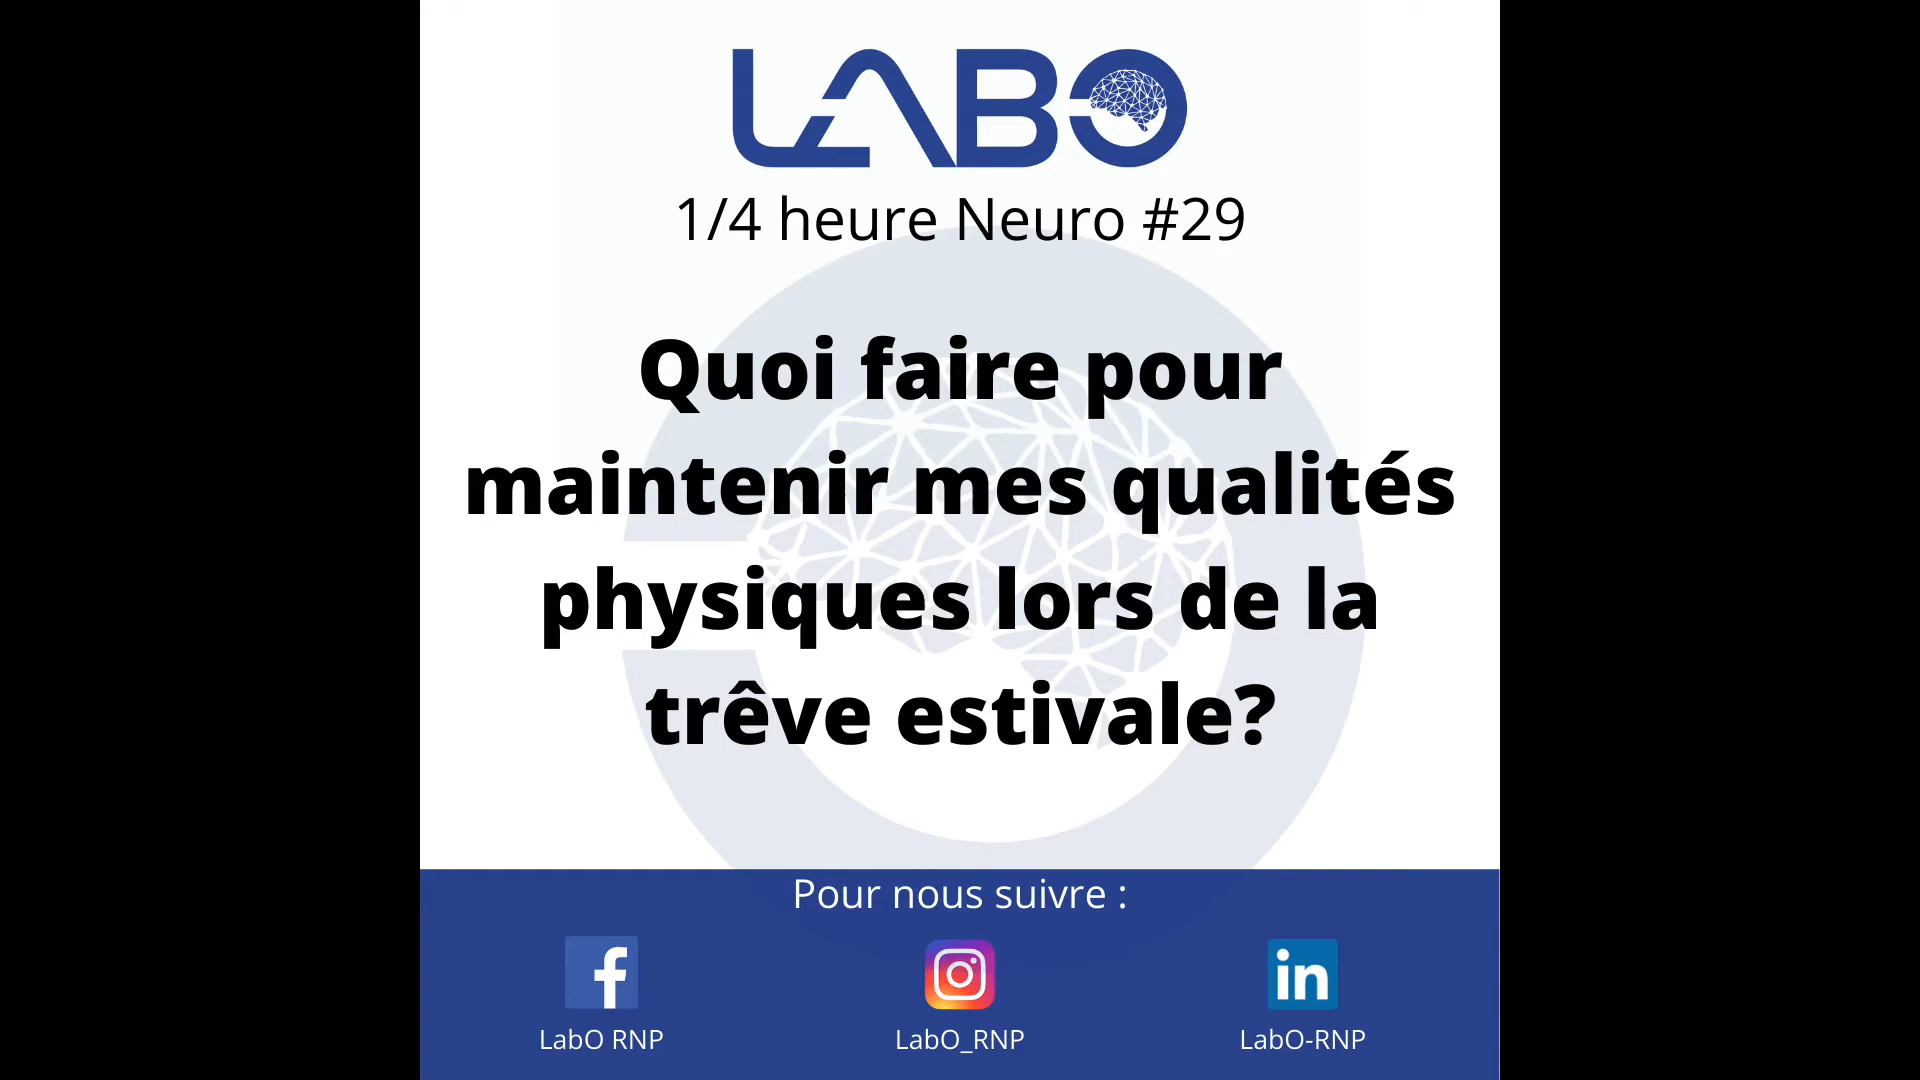 LABO
1/4 heure Neuro #29
Quoi faire pour
maintenir mes qualités
physiques lors de la
trêve estivale?
Pour nous suivre :
LabO RNP
LabO_RNP
LabO-RNP